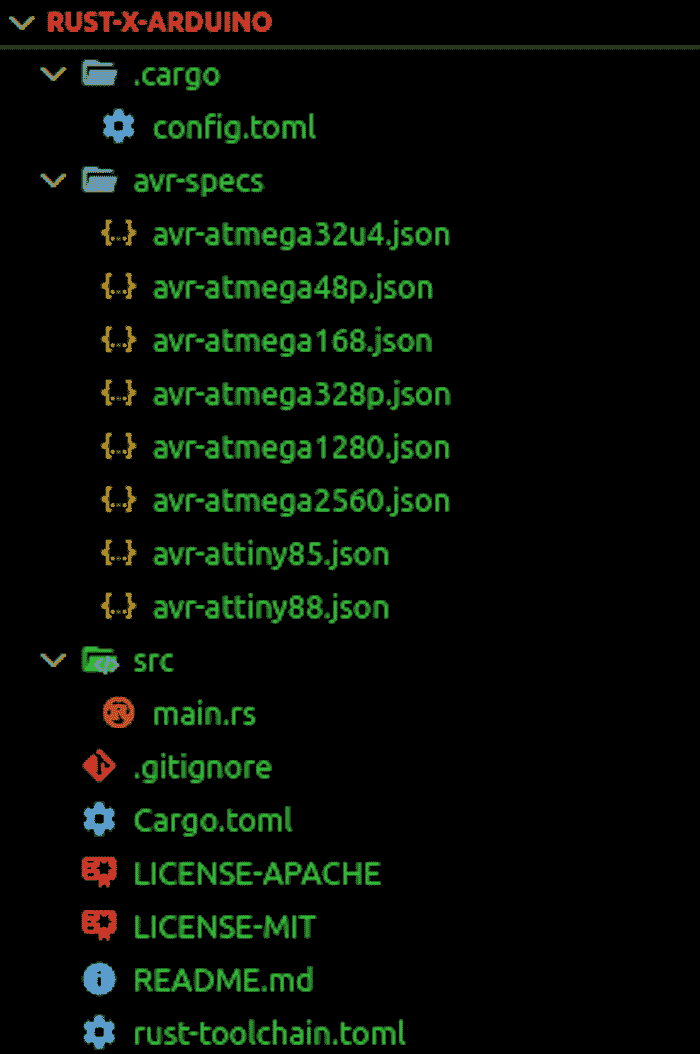 RUST-X-ARDUINO
.cargo
config.toml
avr-specs
avr-atmega32u4.json
avr-atmega48p.json
avr-atmega168.json
avr-atmega328p.json
avr-atmega1280.json
avr-atmega2560.json
avr-attiny85.json
avr-attiny88.json
src
main.rs
.gitignore
Cargo.toml
LICENSE-APACHE
LICENSE-MIT
README.md
rust-toolchain.toml